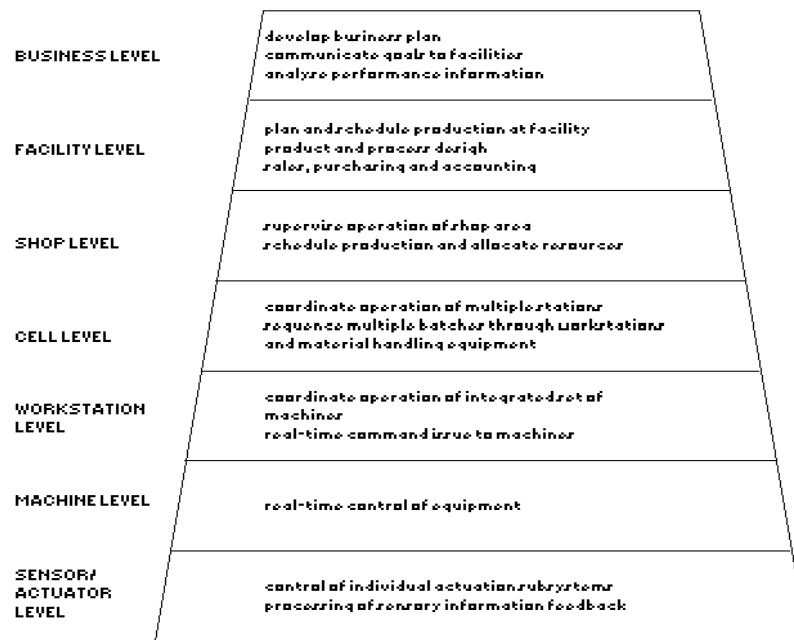 BUSINESS LEVEL
develop business plan
communicate goals to facilities
analyse performance information
FACILITY LEVEL
plan and schedule production at facility
product and process desigh
sales, purchasing and accounting
SHOP LEVEL
supervise operation of shop area
schedule production and allocate resources
CELL LEVEL
coordinate operation of multiple stations
sequence multiple batches through workstations
and material handling equipment
WORKSTATION
LEVEL
coordinate operation of integrated set of
machines
real-time command issue to machines
MACHINE LEVEL
real-time control of equipment
SENSOR/
ACTUATOR
LEVEL
control of individual actuation subsystems
processing of sensory information feedback